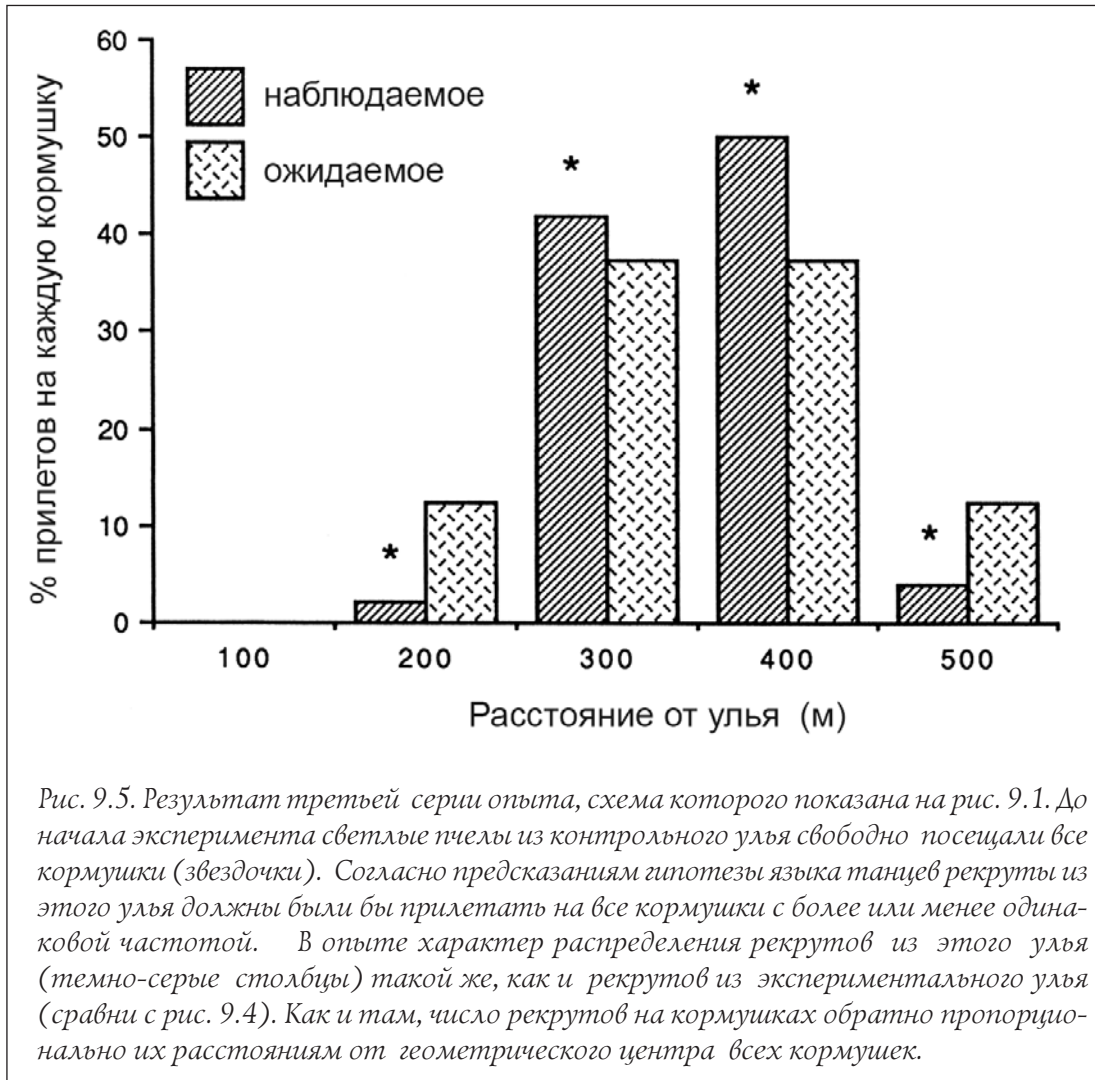 60
50
40
30
20
10
0
% прилетов на каждую кормушку
наблюдаемое
ожидаемое
*
*
*
*
100 200 300 400 500
Расстояние от улья (м)
Рис. 9.5. Результат третьей серии опыта, схема которого показана на рис. 9.1. До
начала эксперимента светлые пчелы из контрольного улья свободно посещали все
кормушки (звездочки). Согласно предсказаниям гипотезы языка танцев рекруты из
этого улья должны были бы прилетать на все кормушки с более или менее одина-
ковой частотой. В опыте характер распределения рекрутов из этого улья
(темно-серые столбцы) такой же, как и рекрутов из экспериментального улья
(сравни с рис. 9.4). Как и там, число рекрутов на кормушках обратно пропорцио-
нально их расстояниям от геометрического центра всех кормушек.